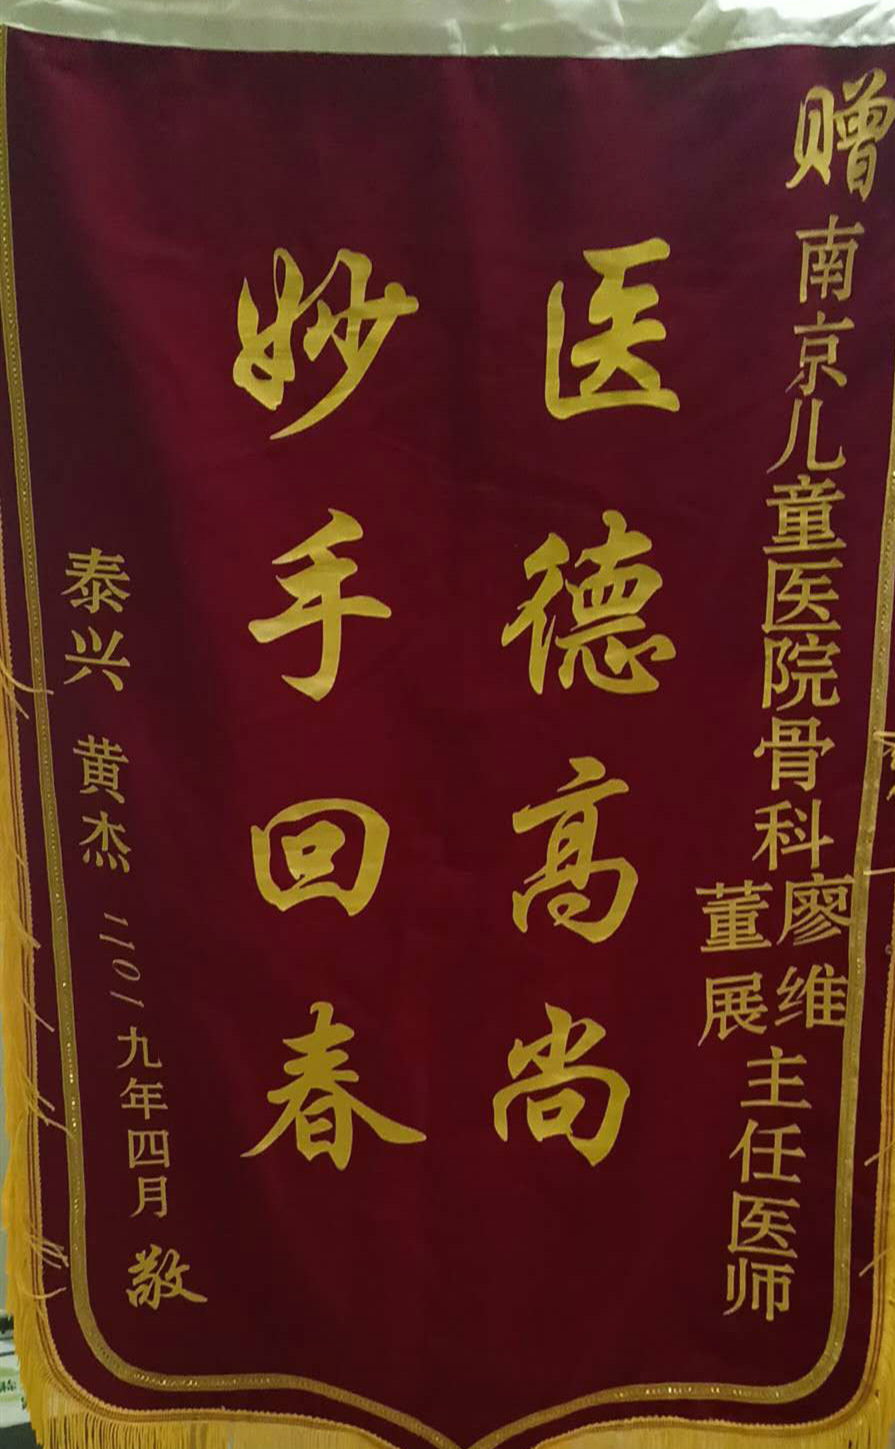 赠
南京儿童医院骨科
廖维
董展
主任医师
医德高尚
妙手回春
泰兴 黄杰 二〇一九年四月 敬